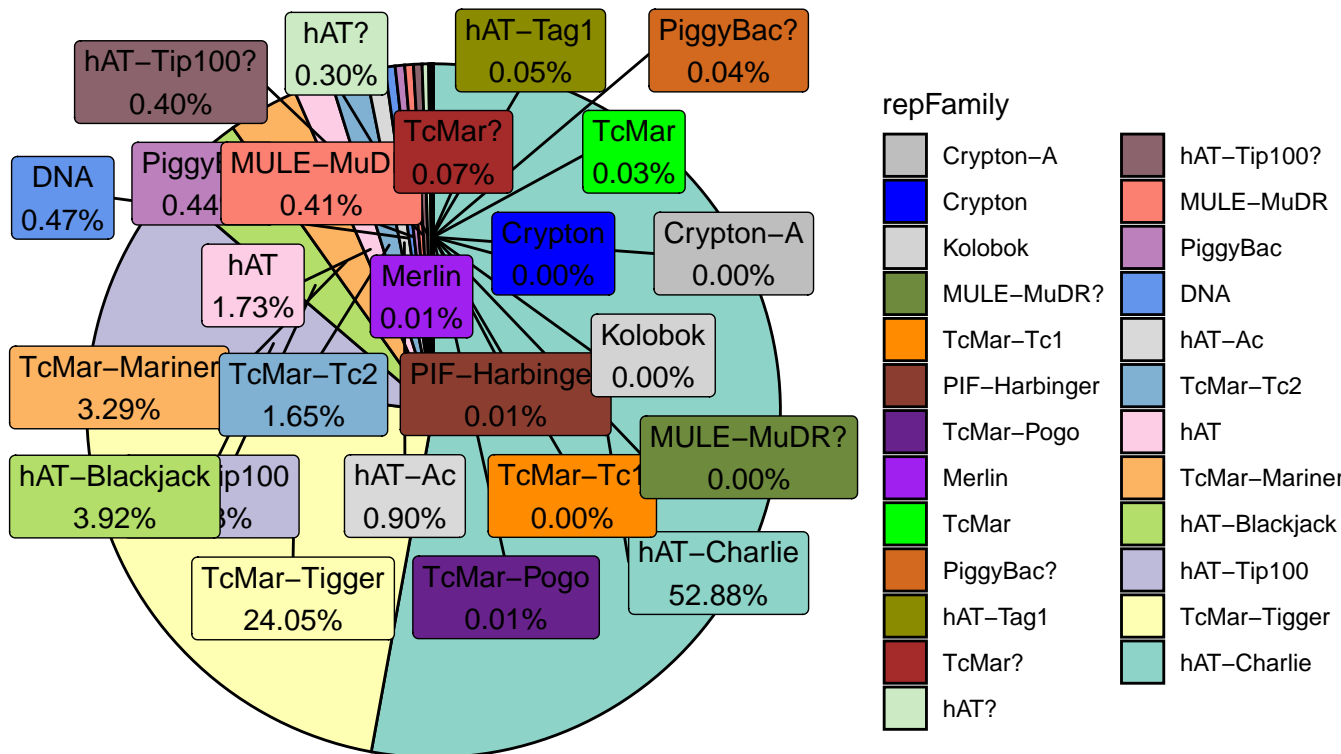 hAT−Tip100?
0.40%
hAT?
0.30%
hAT−Tag1
0.05%
PiggyBac?
0.04%
DNA
0.47%
0.44
MULE−MuD
0.41%
TcMar?
0.07%
TcMar
0.03%
hAT
1.73%
Merlin
0.01%
Crypton
0.00%
Crypton−A
0.00%
TcMar−Mariner
3.29%
TcMar−Tc2
1.65%
PIF−Harbinge
0.01%
Kolobok
0.00%
hAT−Blackjack
3.92%
ip100
hAT−Ac
0.90%
TcMar−Tc1
0.00%
MULE−MuDR?
0.00%
TcMar−Tigger
24.05%
TcMar−Pogo
0.01%
hAT−Charlie
52.88%
repFamily
Crypton−A
Crypton
Kolobok
MULE−MuDR?
TcMar−Tc1
PIF−Harbinger
TcMar−Pogo
Merlin
TcMar
PiggyBac?
hAT−Tag1
TcMar?
hAT?
hAT−Tip100?
MULE−MuDR
PiggyBac
DNA
hAT−Ac
TcMar−Tc2
hAT
TcMar−Mariner
hAT−Blackjack
hAT−Tip100
TcMar−Tigger
hAT−Charlie